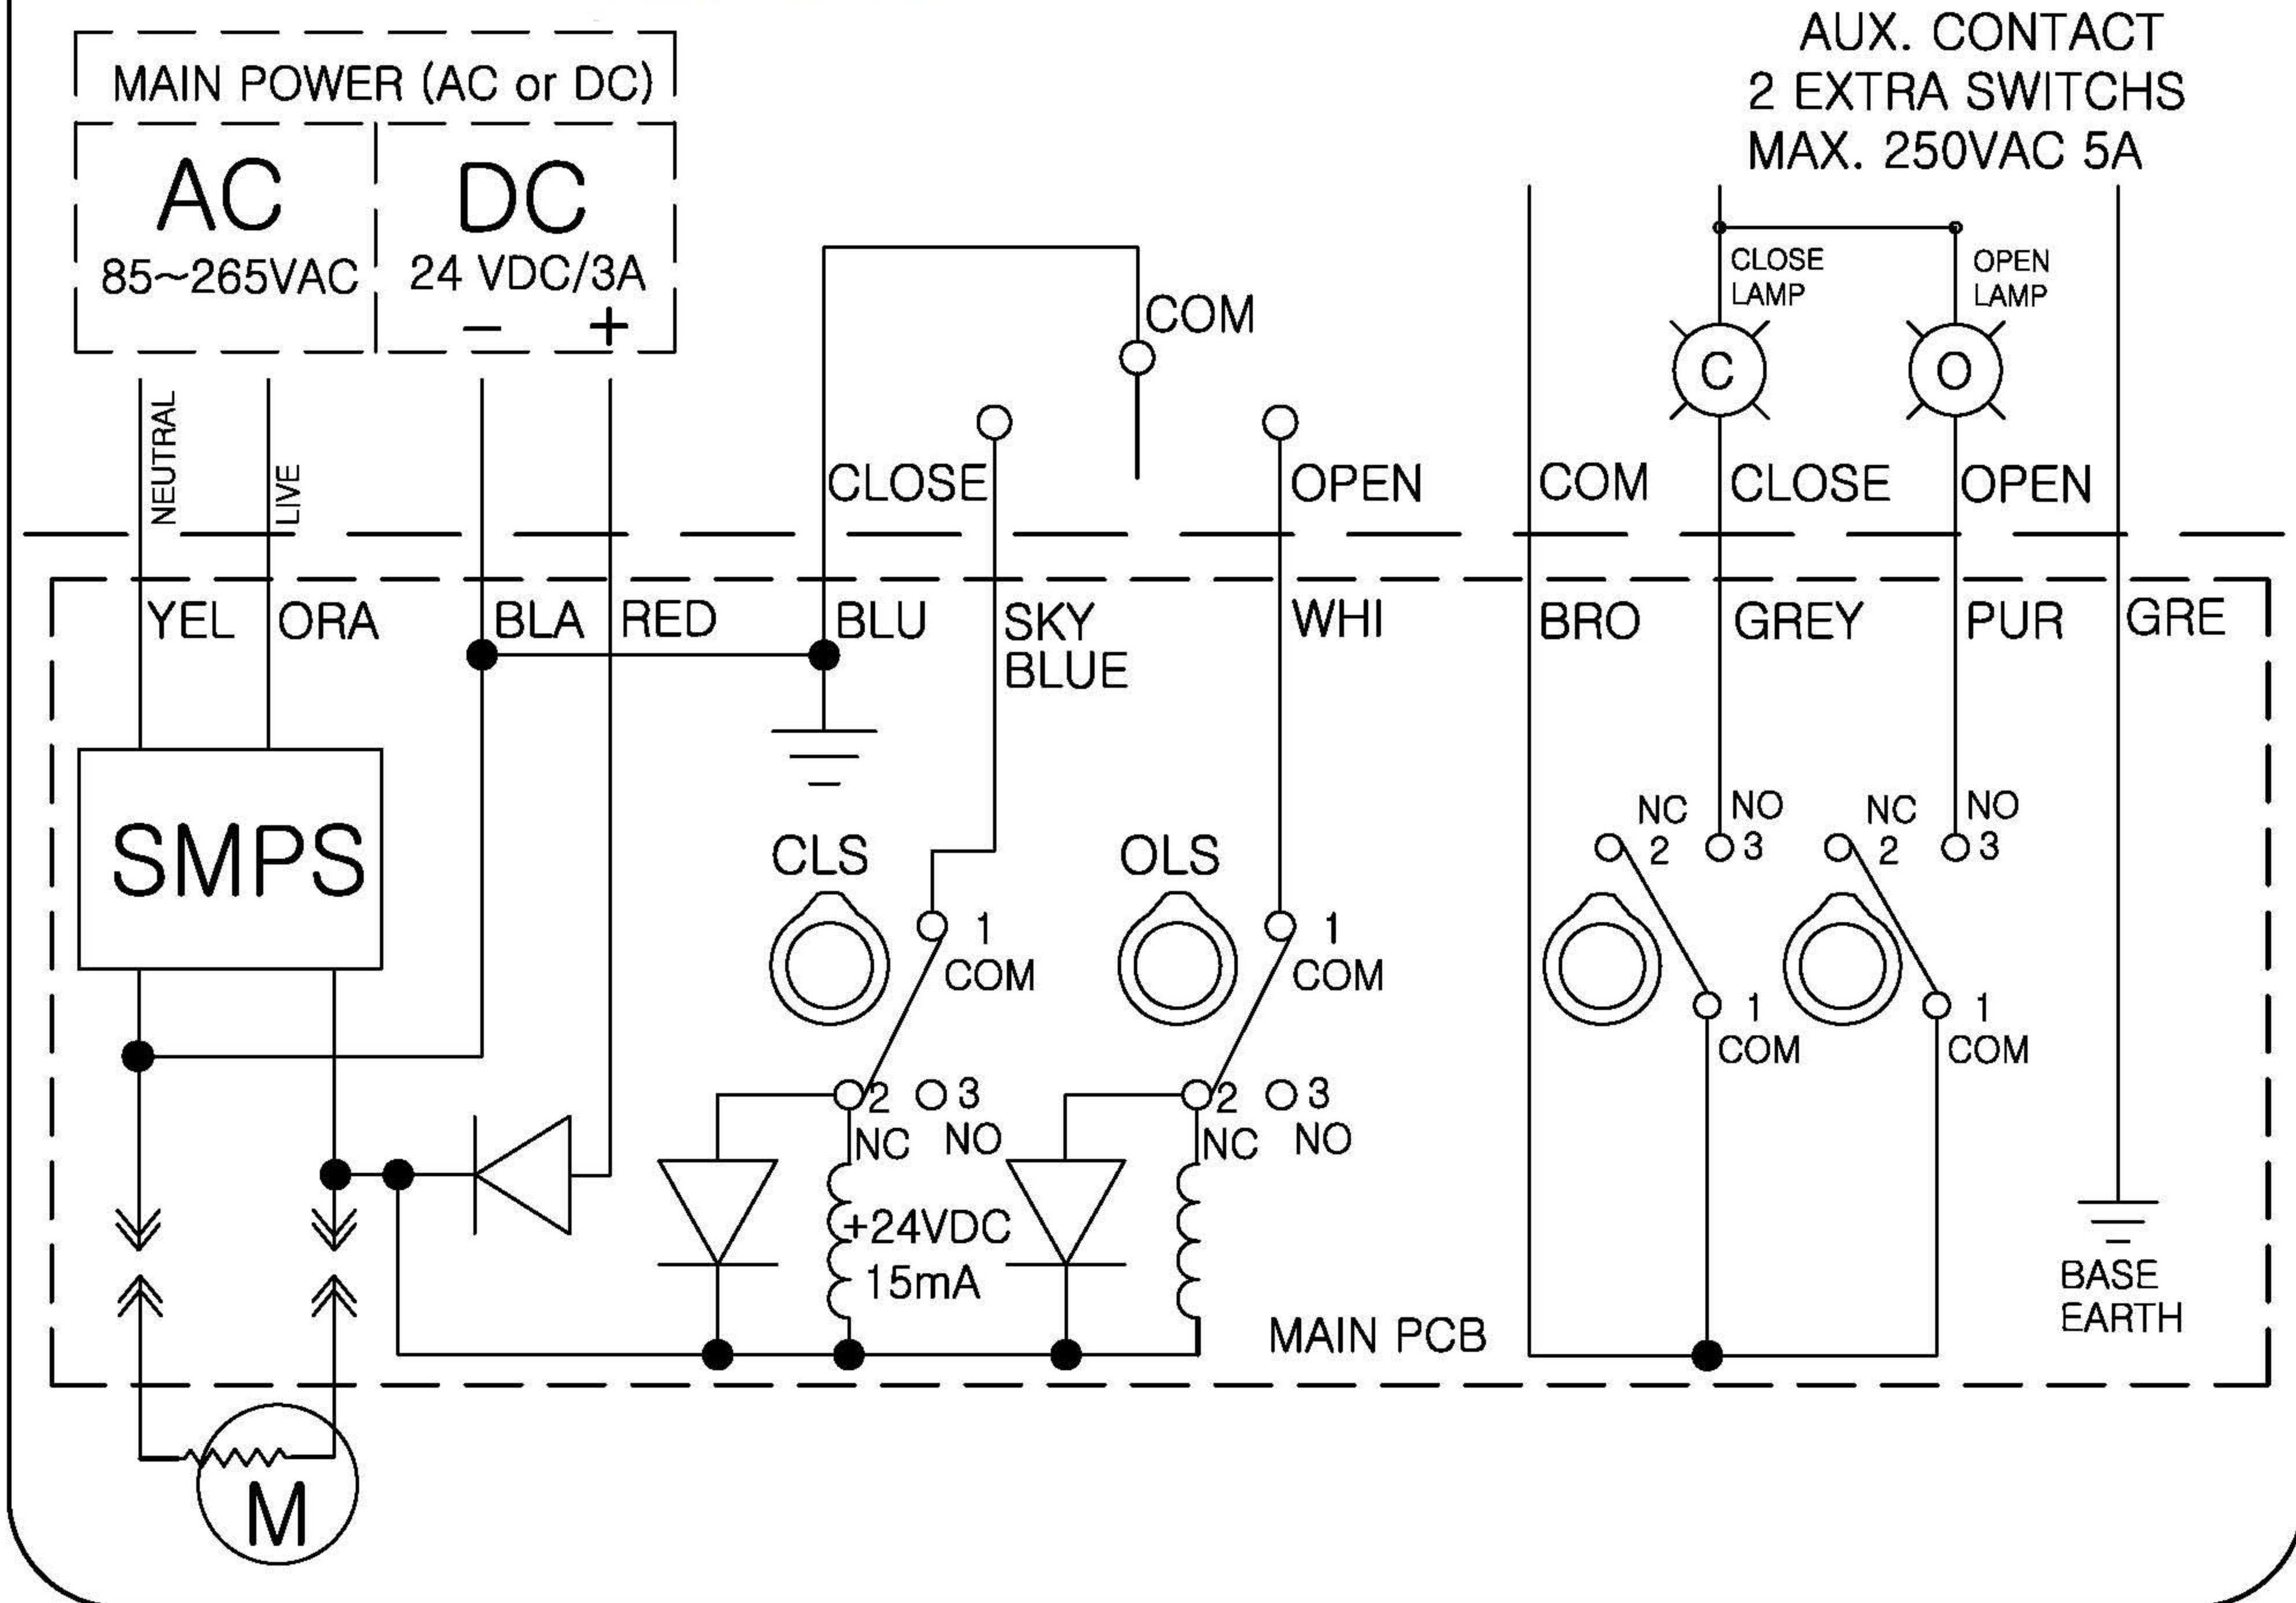 MAIN POWER (AC or DC)
AC
85~265VAC
DC
24 VDC/3A
− +
NEUTRAL
LIVE
COM
CLOSE
OPEN
AUX. CONTACT
2 EXTRA SWITCHS
MAX. 250VAC 5A
CLOSE
LAMP
OPEN
LAMP
C
O
COM
CLOSE
OPEN
YEL
ORA
BLA
RED
BLU
SKY
BLUE
WHI
BRO
GREY
PUR
GRE
SMPS
CLS
1
COM
2
NC
3
NO
+24VDC
15mA
OLS
1
COM
2
NC
3
NO
NC
2
NO
3
1
COM
NC
2
NO
3
1
COM
BASE
EARTH
MAIN PCB
M